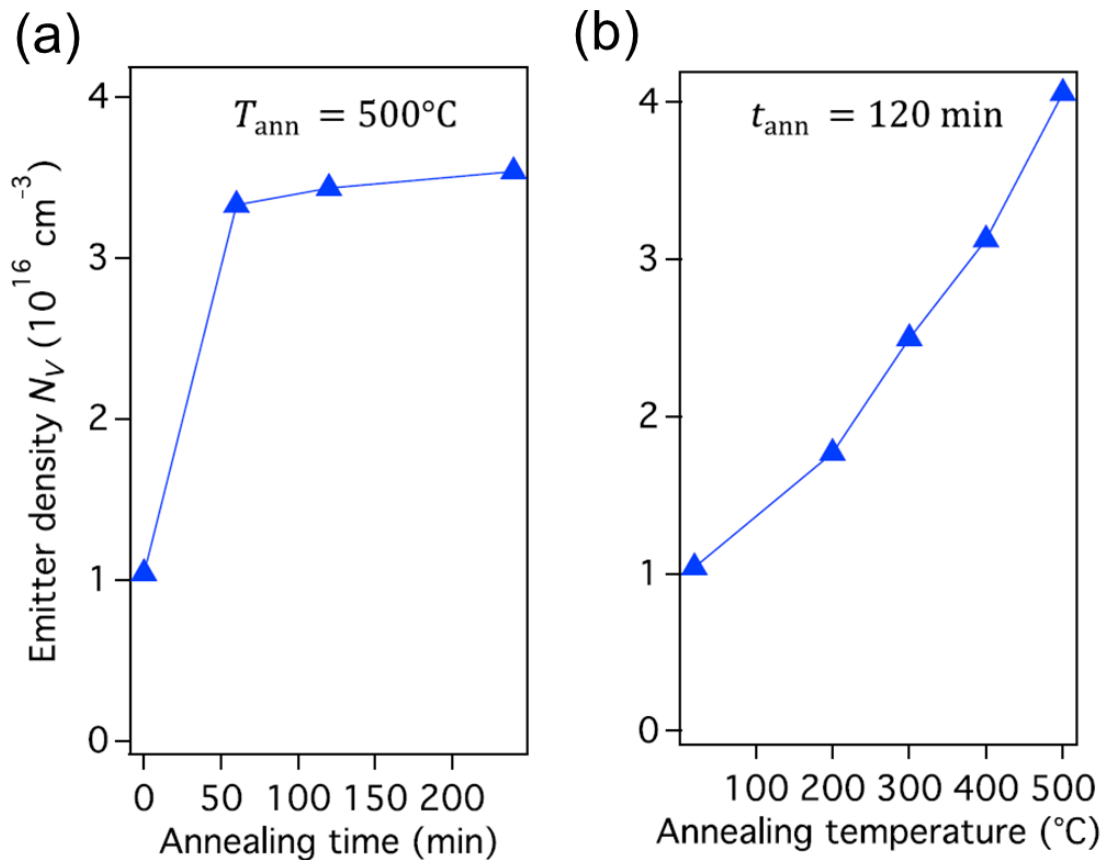 (a)
(b)
T_ann = 500°C
t_ann = 120 min
Emitter density N_V (10^16 cm^-3)
4
3
2
1
0
0 50 100 150 200
Annealing time (min)
4
3
2
1
0
100 200 300 400 500
Annealing temperature (°C)